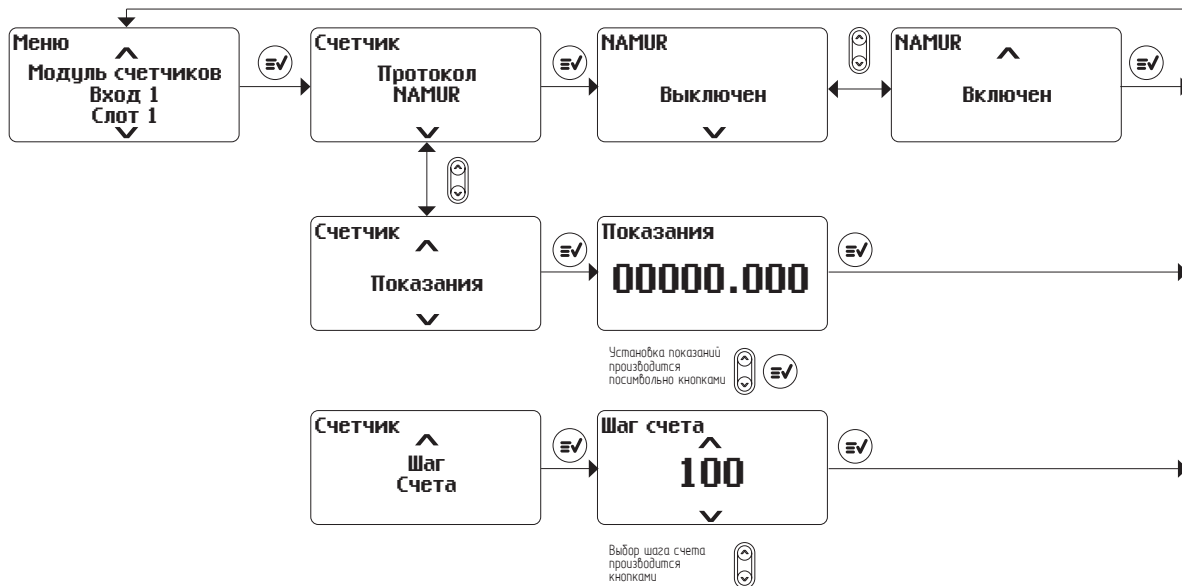 Меню
Модуль счетчиков
Вход 1
Слот 1
Счетчик
Протокол
NAMUR
NAMUR
Выключен
NAMUR
Включен
Счетчик
Показания
Показания
00000.000
Установка показаний
производится
посимвольно кнопками
Счетчик
Шаг
Счета
Шаг счета
100
Выбор шага счета
производится
кнопками